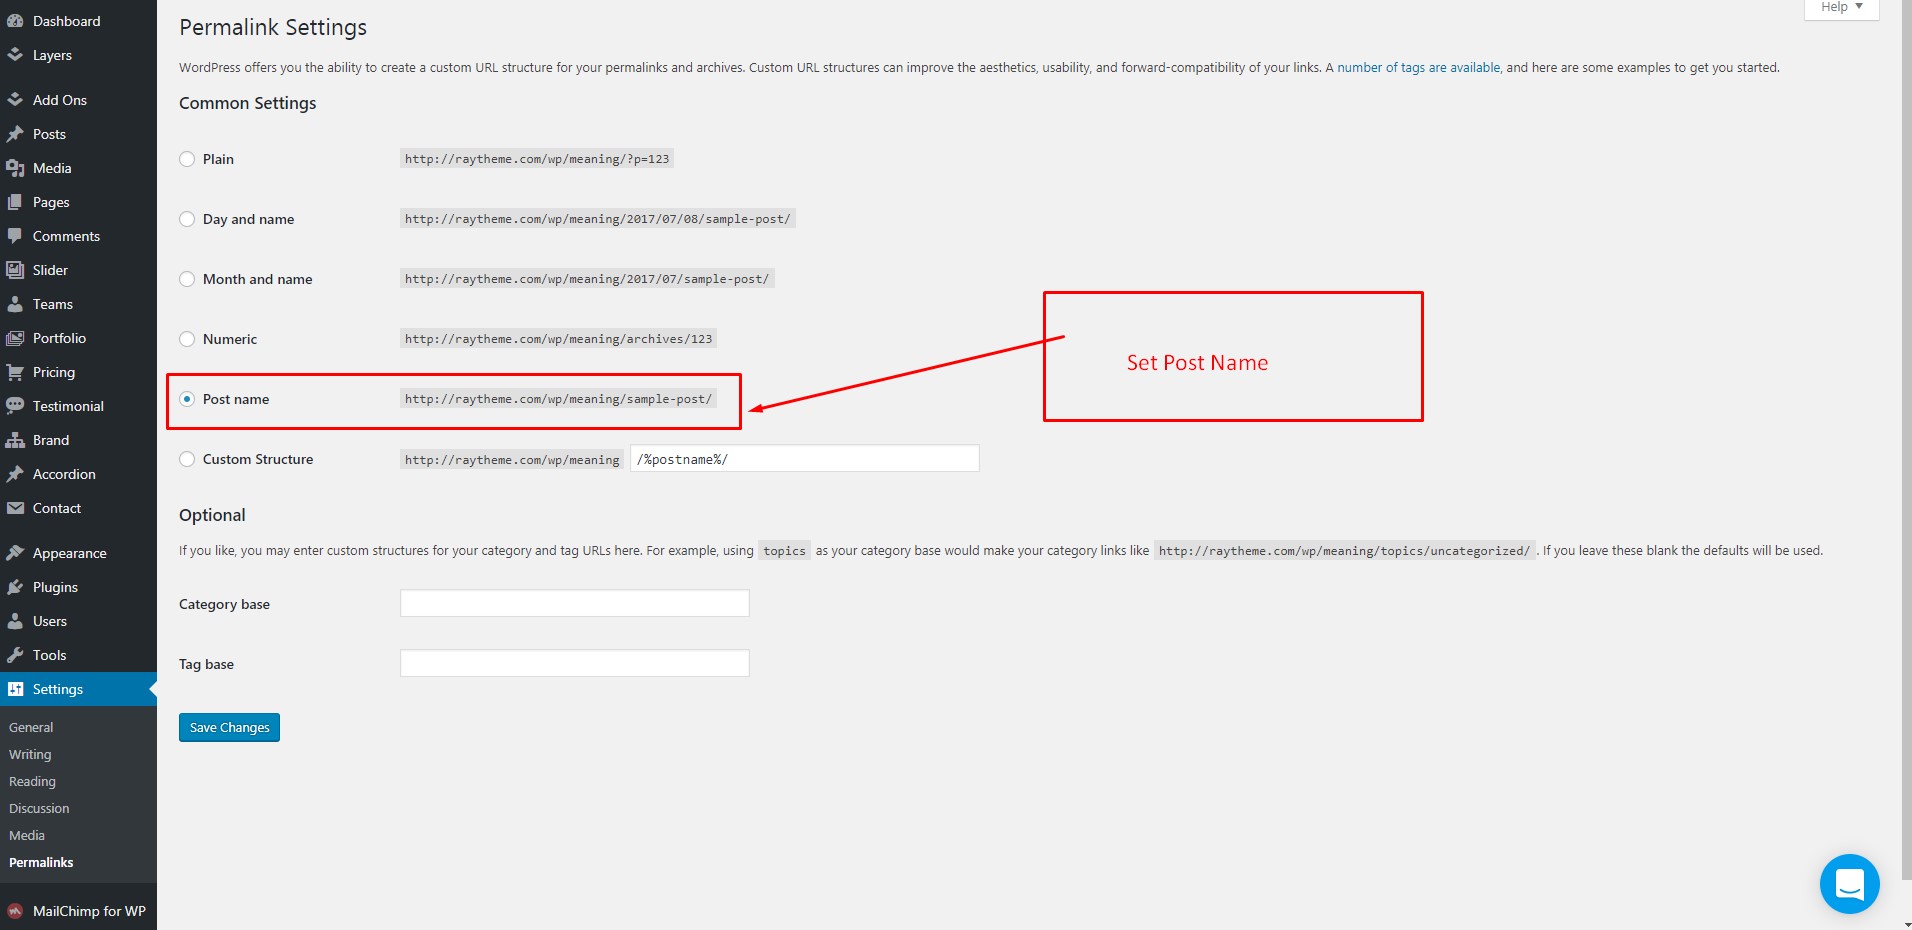 Dashboard
Layers
Add Ons
Posts
Media
Pages
Comments
Slider
Teams
Portfolio
Pricing
Testimonial
Brand
Accordion
Contact
Appearance
Plugins
Users
Tools
Settings
General
Writing
Reading
Discussion
Media
Permalinks
MailChimp for WP
Help
Permalink Settings
WordPress offers you the ability to create a custom URL structure for your permalinks and archives. Custom URL structures can improve the aesthetics, usability, and forward-compatibility of your links. A number of tags are available, and here are some examples to get you started.
Common Settings
Plain http://raytheme.com/wp/meaning/?p=123
Day and name http://raytheme.com/wp/meaning/2017/07/08/sample-post/
Month and name http://raytheme.com/wp/meaning/2017/07/sample-post/
Numeric http://raytheme.com/wp/meaning/archives/123
Set Post Name
Post name http://raytheme.com/wp/meaning/sample-post/
Custom Structure http://raytheme.com/wp/meaning /%postname%/
Optional
If you like, you may enter custom structures for your category and tag URLs here. For example, using topics as your category base would make your category links like http://raytheme.com/wp/meaning/topics/uncategorized/ . If you leave these blank the defaults will be used.
Category base
Tag base
Save Changes